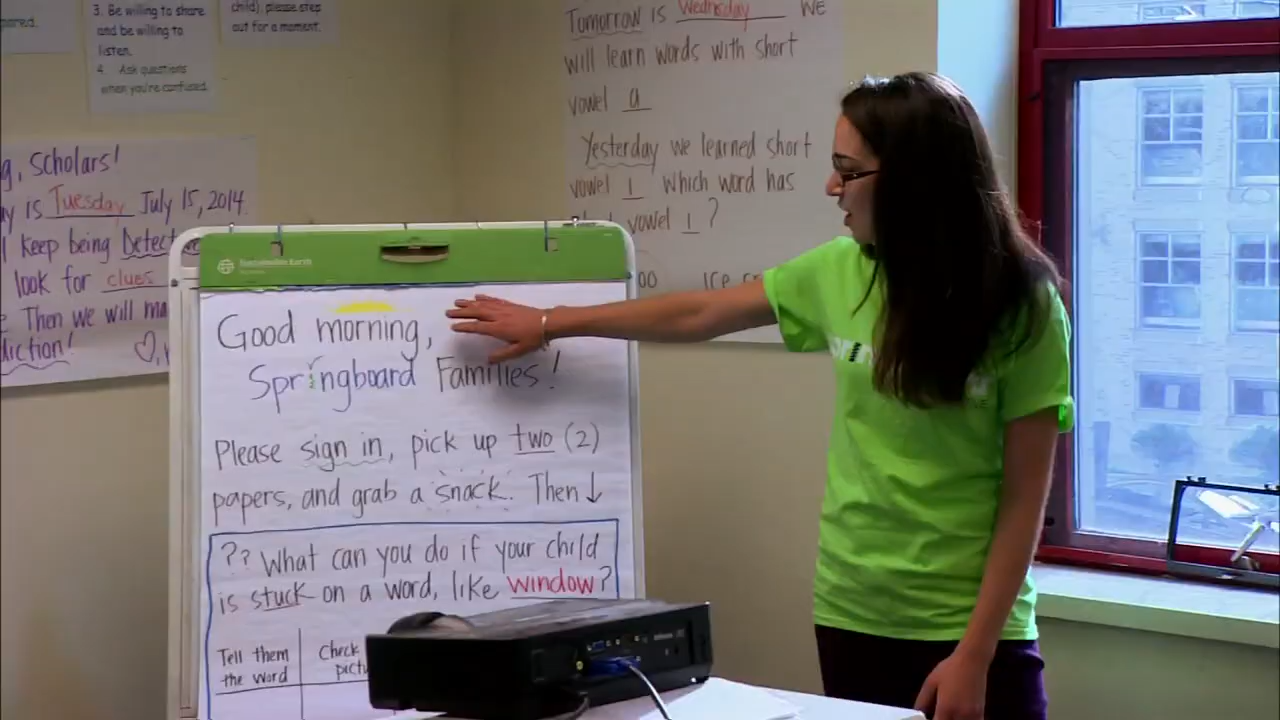 pared.
3. Be willing to share
and be willing to
listen.
4. Ask questions
when you're confused.
child), please step
out for a moment.
Tomorrow is Wednesday We
will learn words with short
vowel a
Yesterday we learned short
vowel i Which word has
vowel i?
g, scholars!
ay is Tuesday July 15, 2014.
keep being
look for clues
Then we will ma
diction!
Good morning,
Springboard Families!
Please sign in, pick up two (2)
papers, and grab a snack. Then ↓
?? What can you do if your child
is stuck on a word, like window?
Tell them
the word
Check
pictu